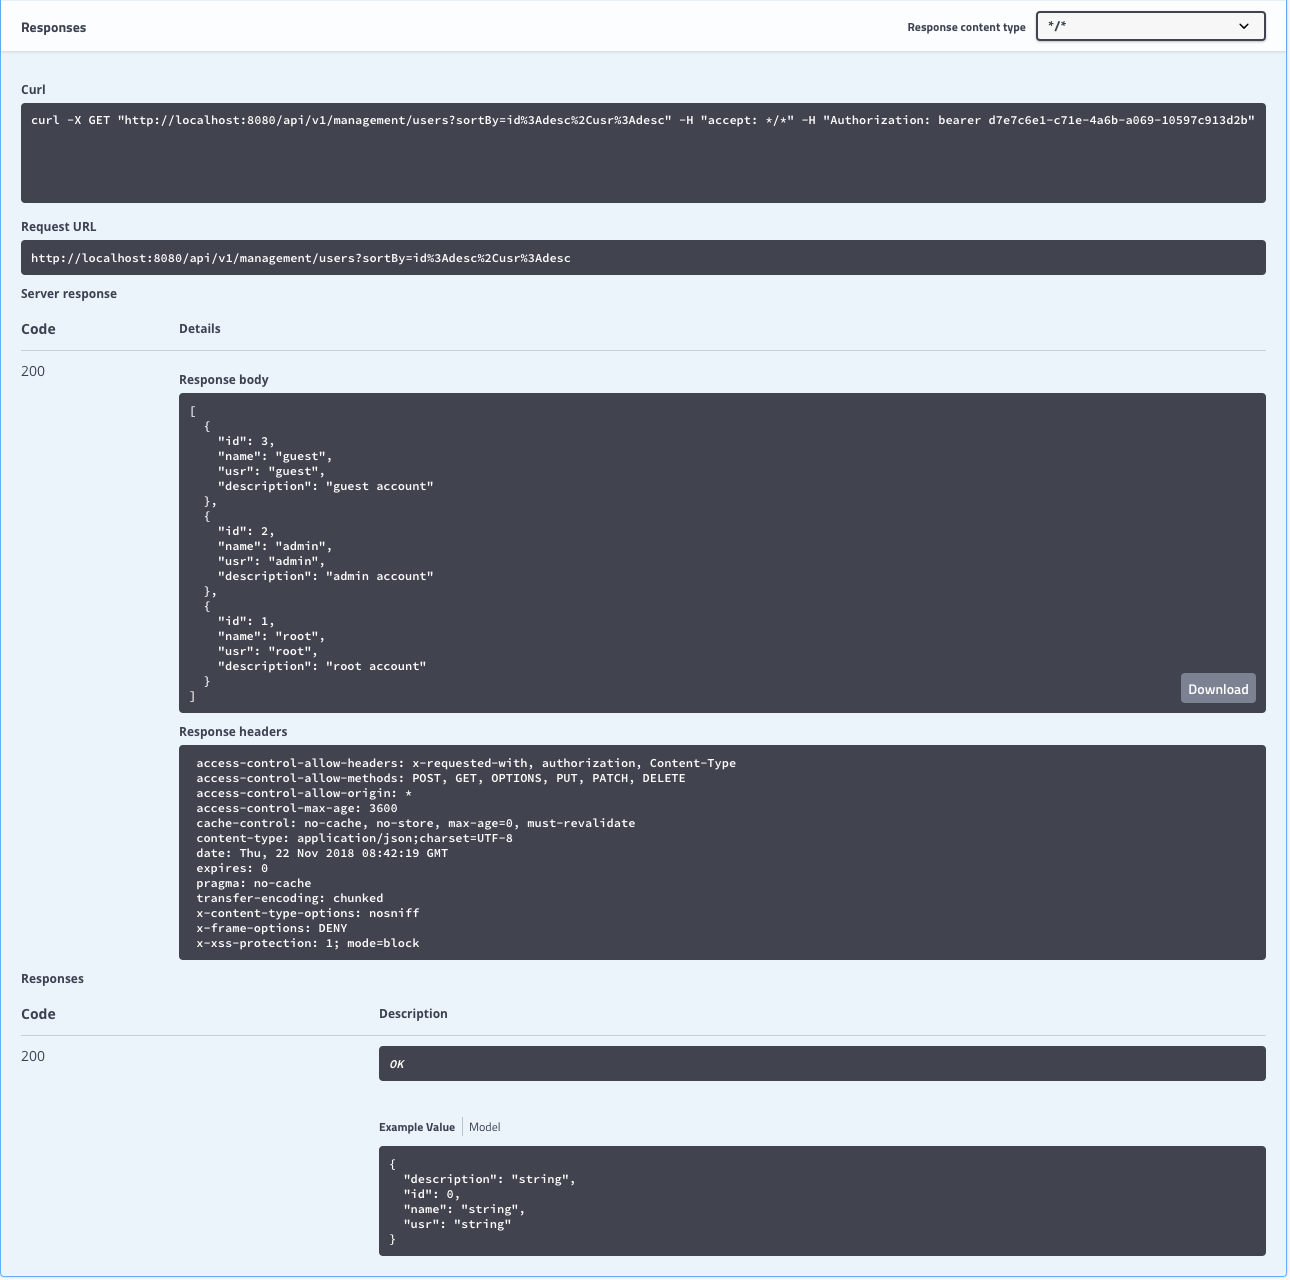 Responses
Response content type */*
Curl
curl -X GET "http://localhost:8080/api/v1/management/users?sortBy=id%3Adesc%2Cusr%3Adesc" -H "accept: */*" -H "Authorization: bearer d7e7c6e1-c71e-4a6b-a069-10597c913d2b"
Request URL
http://localhost:8080/api/v1/management/users?sortBy=id%3Adesc%2Cusr%3Adesc
Server response
Code Details
200
Response body
[
  {
    "id": 3,
    "name": "guest",
    "usr": "guest",
    "description": "guest account"
  },
  {
    "id": 2,
    "name": "admin",
    "usr": "admin",
    "description": "admin account"
  },
  {
    "id": 1,
    "name": "root",
    "usr": "root",
    "description": "root account"
  }
]
Download
Response headers
access-control-allow-headers: x-requested-with, authorization, Content-Type
access-control-allow-methods: POST, GET, OPTIONS, PUT, PATCH, DELETE
access-control-allow-origin: *
access-control-max-age: 3600
cache-control: no-cache, no-store, max-age=0, must-revalidate
content-type: application/json;charset=UTF-8
date: Thu, 22 Nov 2018 08:42:19 GMT
expires: 0
pragma: no-cache
transfer-encoding: chunked
x-content-type-options: nosniff
x-frame-options: DENY
x-xss-protection: 1; mode=block
Responses
Code Description
200
OK
Example Value Model
{
  "description": "string",
  "id": 0,
  "name": "string",
  "usr": "string"
}